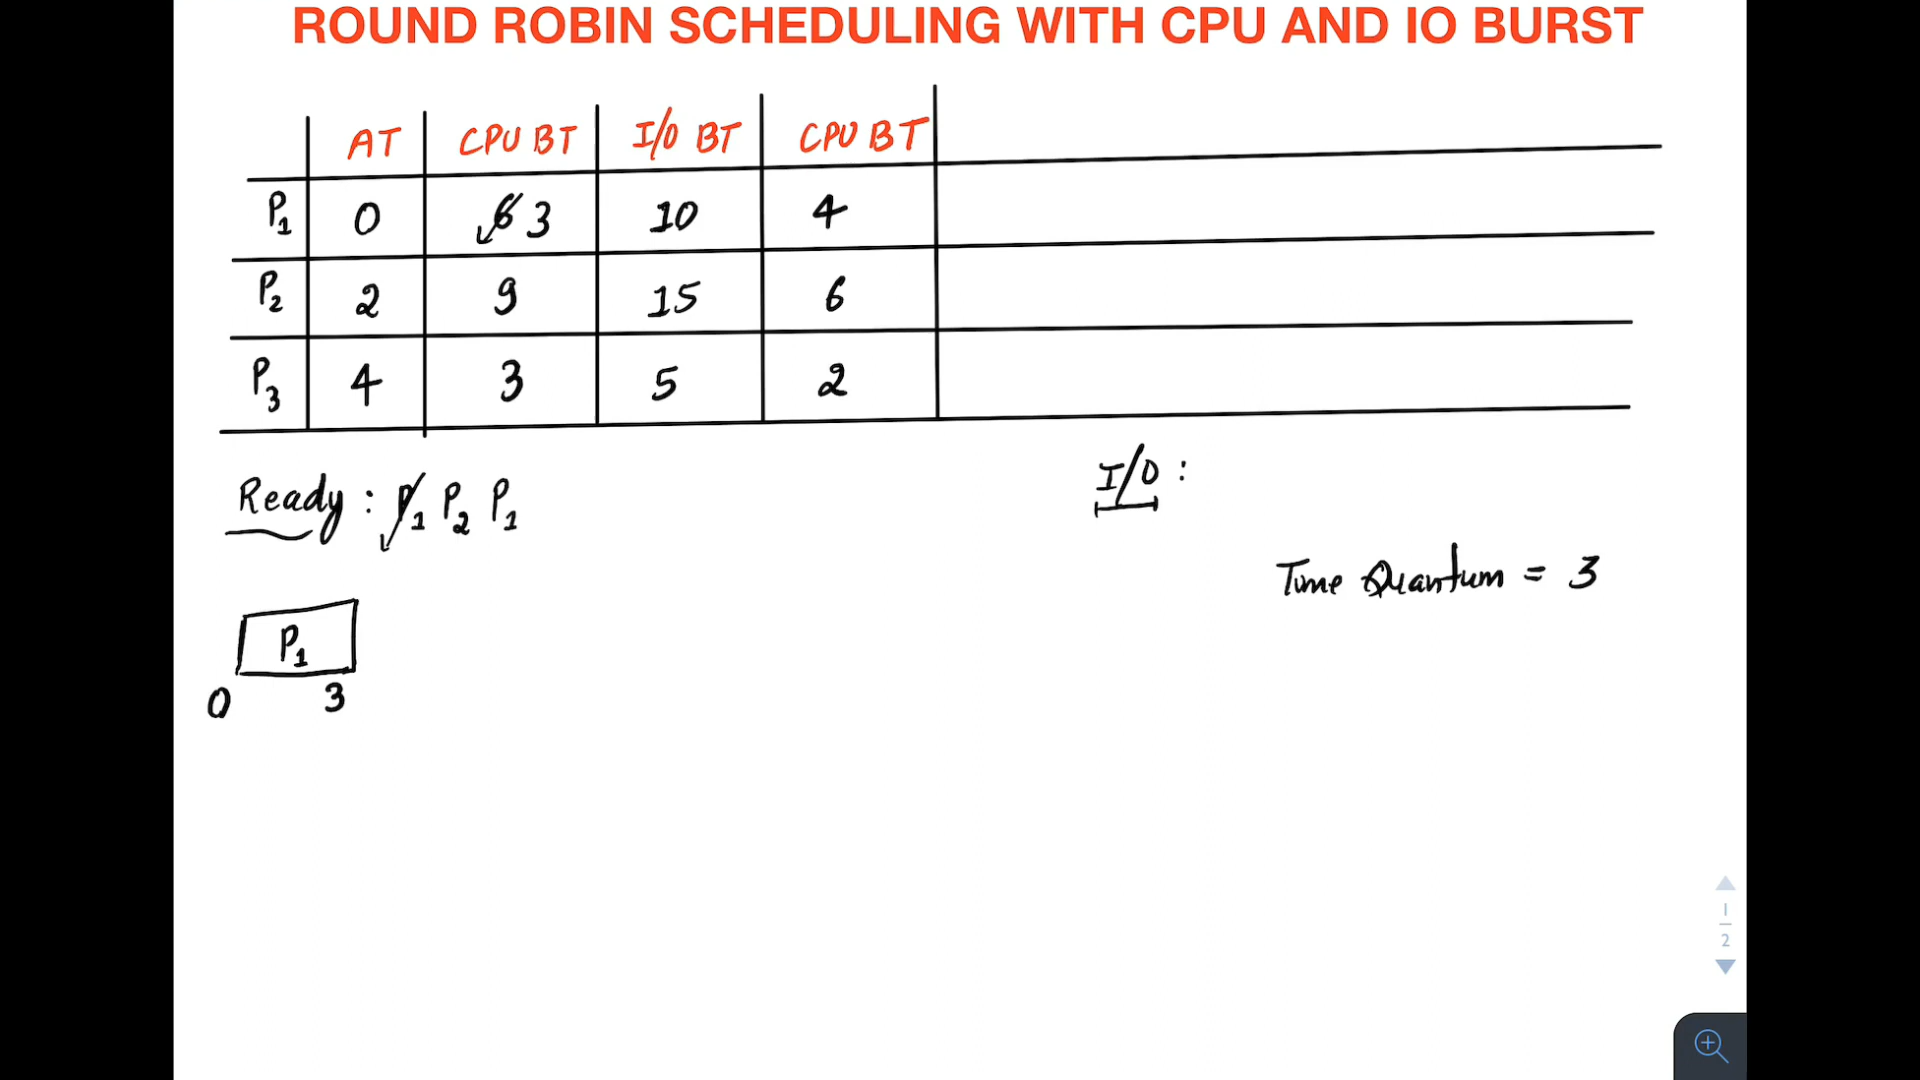 ROUND ROBIN SCHEDULING WITH CPU AND IO BURST
AT CPU BT I/O BT CPU BT
P1 0 6 3 10 4
P2 2 9 15 6
P3 4 3 5 2
Ready : P1 P2 P1
I/O :
Time Quantum = 3
P1
0 3
1
2